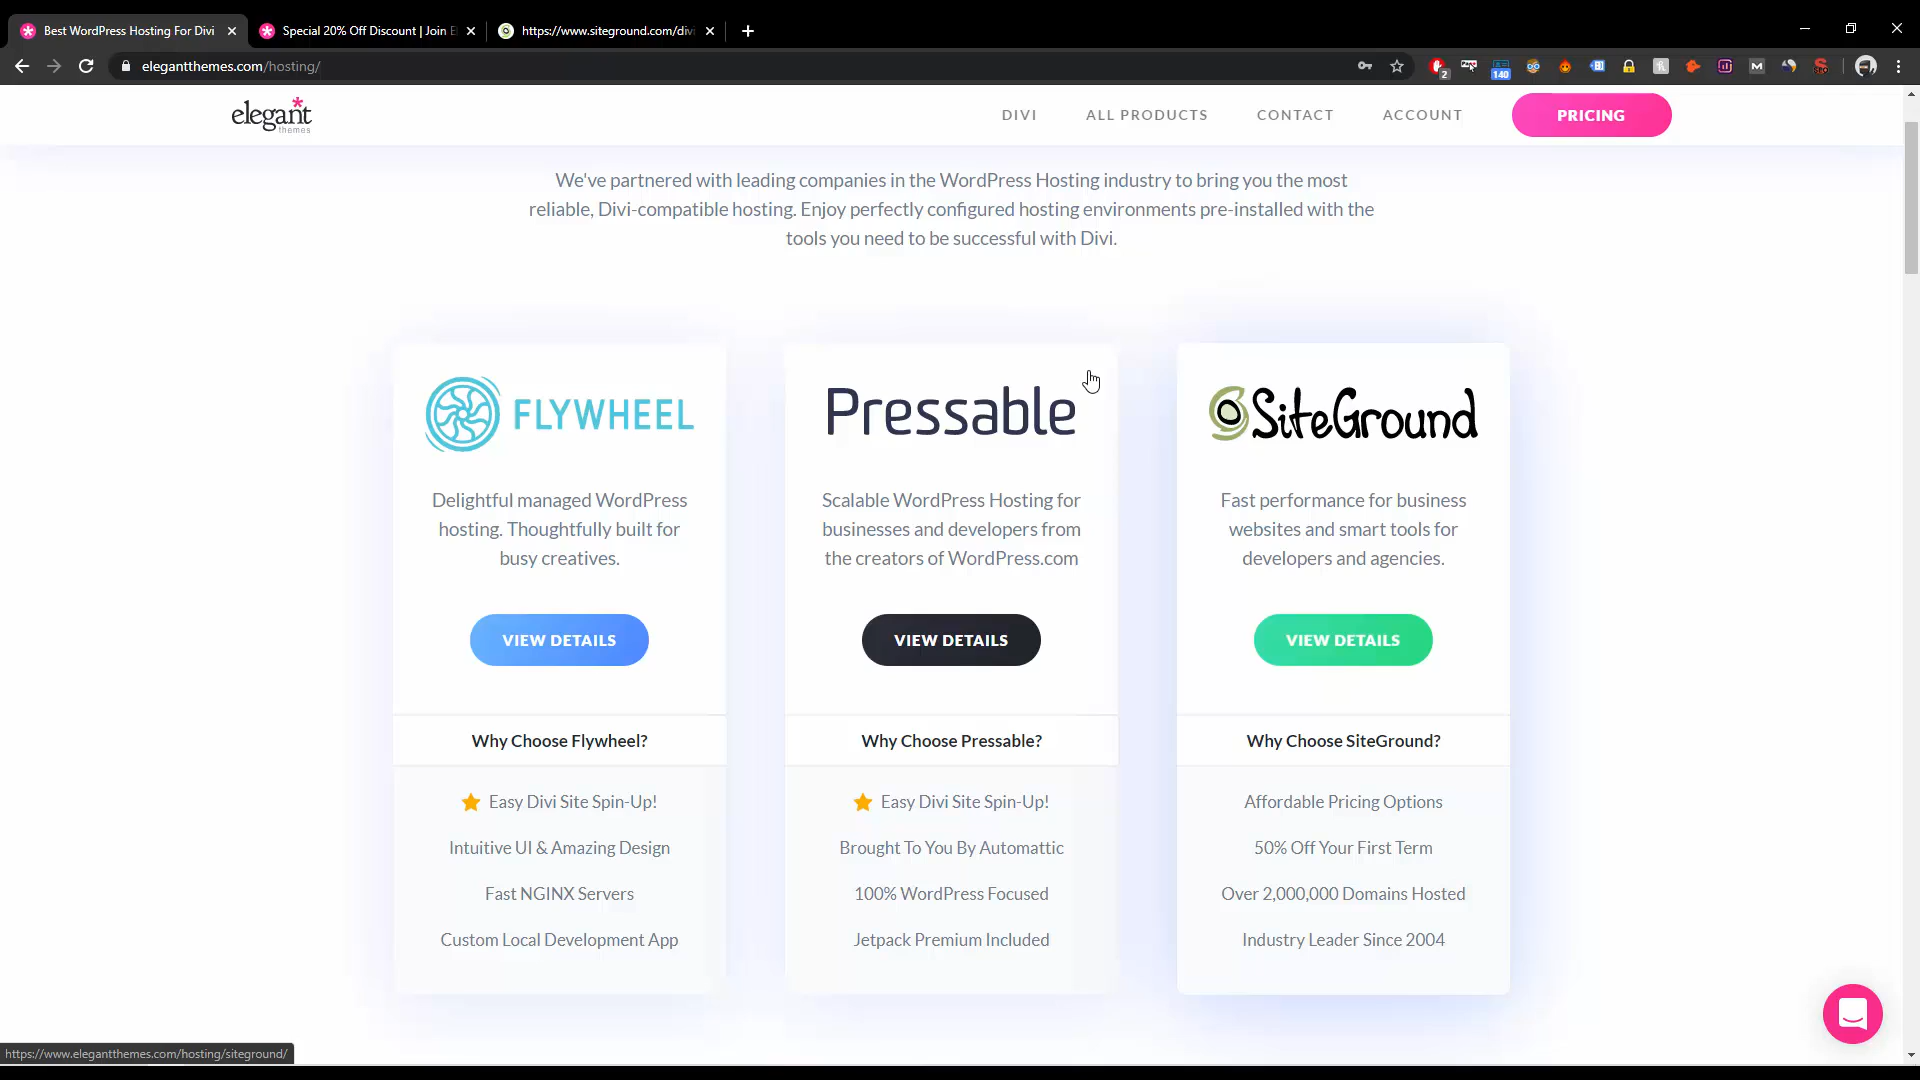 Best WordPress Hosting For Divi
Special 20% Off Discount | Join E
https://www.siteground.com/divi
elegantthemes.com/hosting/
2
140
elegant
themes
DIVI
ALL PRODUCTS
CONTACT
ACCOUNT
PRICING
We've partnered with leading companies in the WordPress Hosting industry to bring you the most
reliable, Divi-compatible hosting. Enjoy perfectly configured hosting environments pre-installed with the
tools you need to be successful with Divi.
FLYWHEEL
Delightful managed WordPress
hosting. Thoughtfully built for
busy creatives.
VIEW DETAILS
Why Choose Flywheel?
Easy Divi Site Spin-Up!
Intuitive UI & Amazing Design
Fast NGINX Servers
Custom Local Development App
Pressable
Scalable WordPress Hosting for
businesses and developers from
the creators of WordPress.com
VIEW DETAILS
Why Choose Pressable?
Easy Divi Site Spin-Up!
Brought To You By Automattic
100% WordPress Focused
Jetpack Premium Included
SiteGround
Fast performance for business
websites and smart tools for
developers and agencies.
VIEW DETAILS
Why Choose SiteGround?
Affordable Pricing Options
50% Off Your First Term
Over 2,000,000 Domains Hosted
Industry Leader Since 2004
https://www.elegantthemes.com/hosting/siteground/